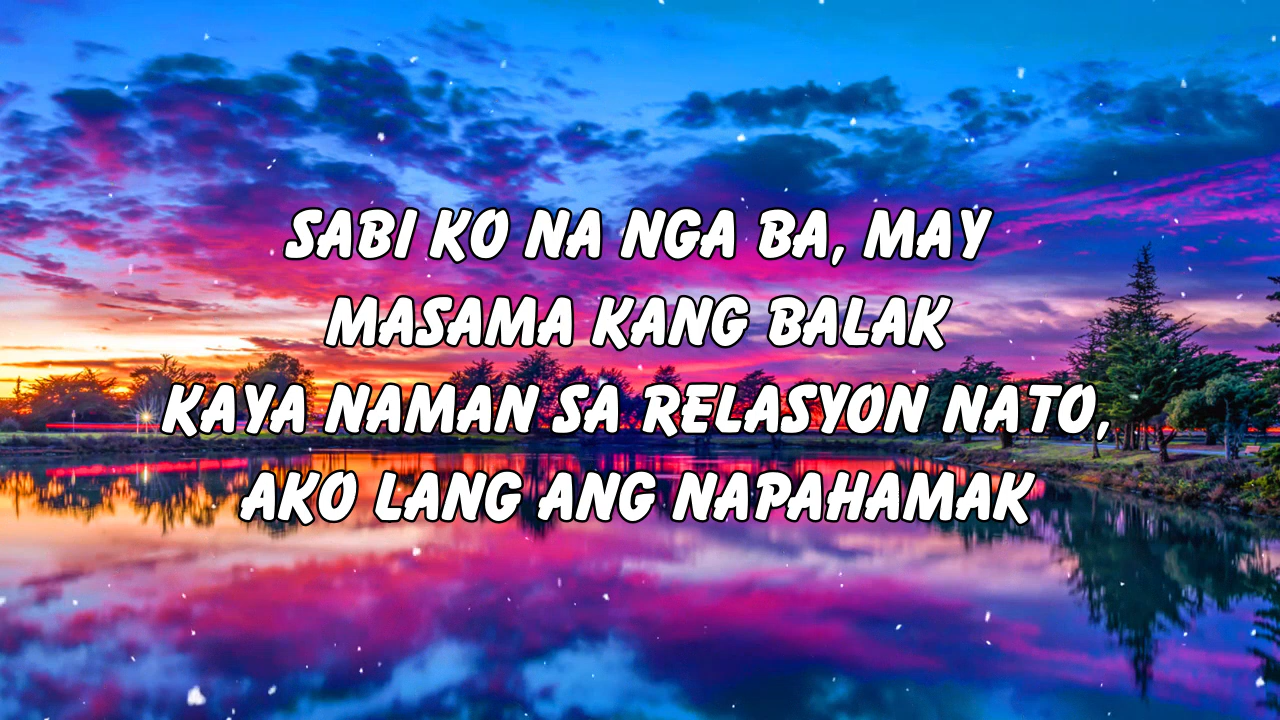 SABI KO NA NGA BA, MAY
MASAMA KANG BALAK
KAYA NAMAN SA RELASYON NATO,
AKO LANG ANG NAPAHAMAK